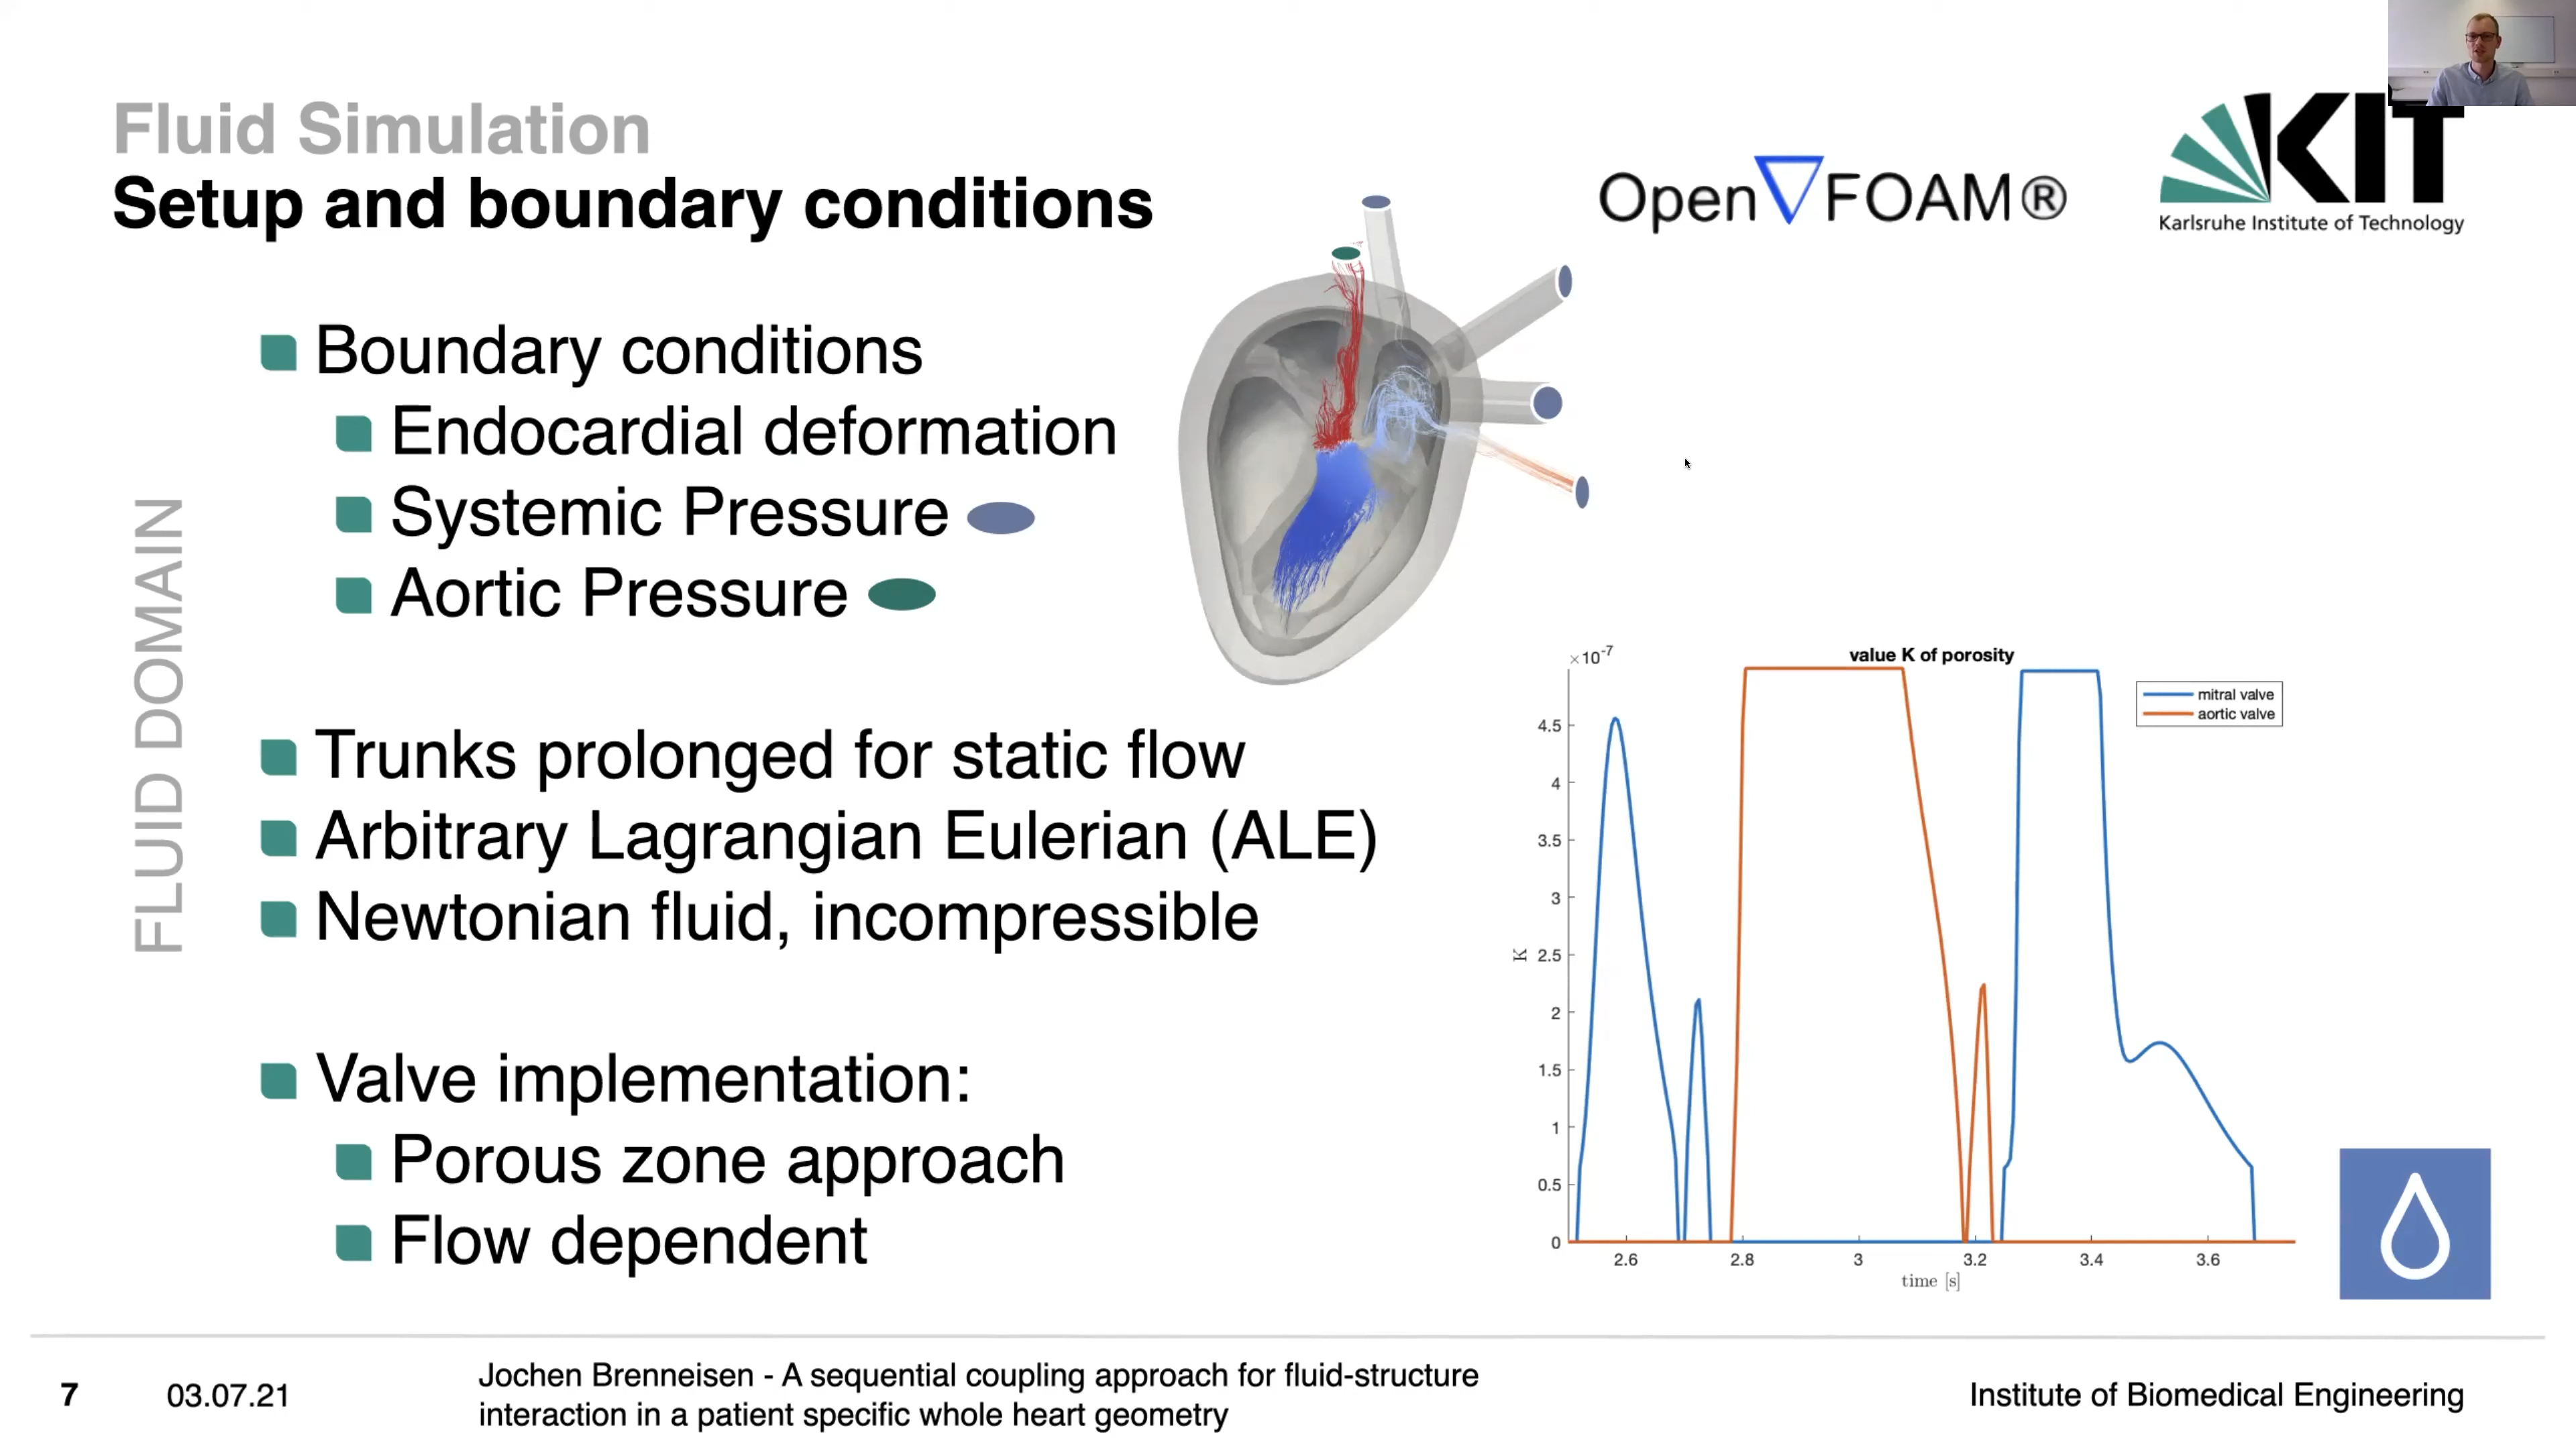 Fluid Simulation
Setup and boundary conditions
Open∇FOAM®
KIT
Karlsruhe Institute of Technology
FLUID DOMAIN
Boundary conditions
Endocardial deformation
Systemic Pressure
Aortic Pressure
Trunks prolonged for static flow
Arbitrary Lagrangian Eulerian (ALE)
Newtonian fluid, incompressible
Valve implementation:
Porous zone approach
Flow dependent
×10⁻⁷
value K of porosity
mitral valve
aortic valve
4.5
4
3.5
3
2.5
2
1.5
1
0.5
0
K
2.6 2.8 3 3.2 3.4 3.6
time [s]
7
03.07.21
Jochen Brenneisen - A sequential coupling approach for fluid-structure
interaction in a patient specific whole heart geometry
Institute of Biomedical Engineering